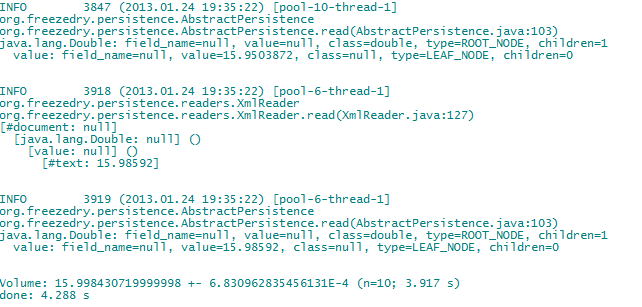 INFO       3847 (2013.01.24 19:35:22) [pool-10-thread-1]
org.freezedry.persistence.AbstractPersistence
org.freezedry.persistence.AbstractPersistence.read(AbstractPersistence.java:103)
java.lang.Double: field_name=null, value=null, class=double, type=ROOT_NODE, children=1
  value: field_name=null, value=15.9503872, class=null, type=LEAF_NODE, children=0
INFO       3918 (2013.01.24 19:35:22) [pool-6-thread-1]
org.freezedry.persistence.readers.XmlReader
org.freezedry.persistence.readers.XmlReader.read(XmlReader.java:127)
[#document: null]
  [java.lang.Double: null] ()
    [value: null] ()
      [#text: 15.98592]
INFO       3919 (2013.01.24 19:35:22) [pool-6-thread-1]
org.freezedry.persistence.AbstractPersistence
org.freezedry.persistence.AbstractPersistence.read(AbstractPersistence.java:103)
java.lang.Double: field_name=null, value=null, class=double, type=ROOT_NODE, children=1
  value: field_name=null, value=15.98592, class=null, type=LEAF_NODE, children=0
Volume: 15.998430719999998 +- 6.830962835456131E-4 (n=10; 3.917 s)
done: 4.288 s